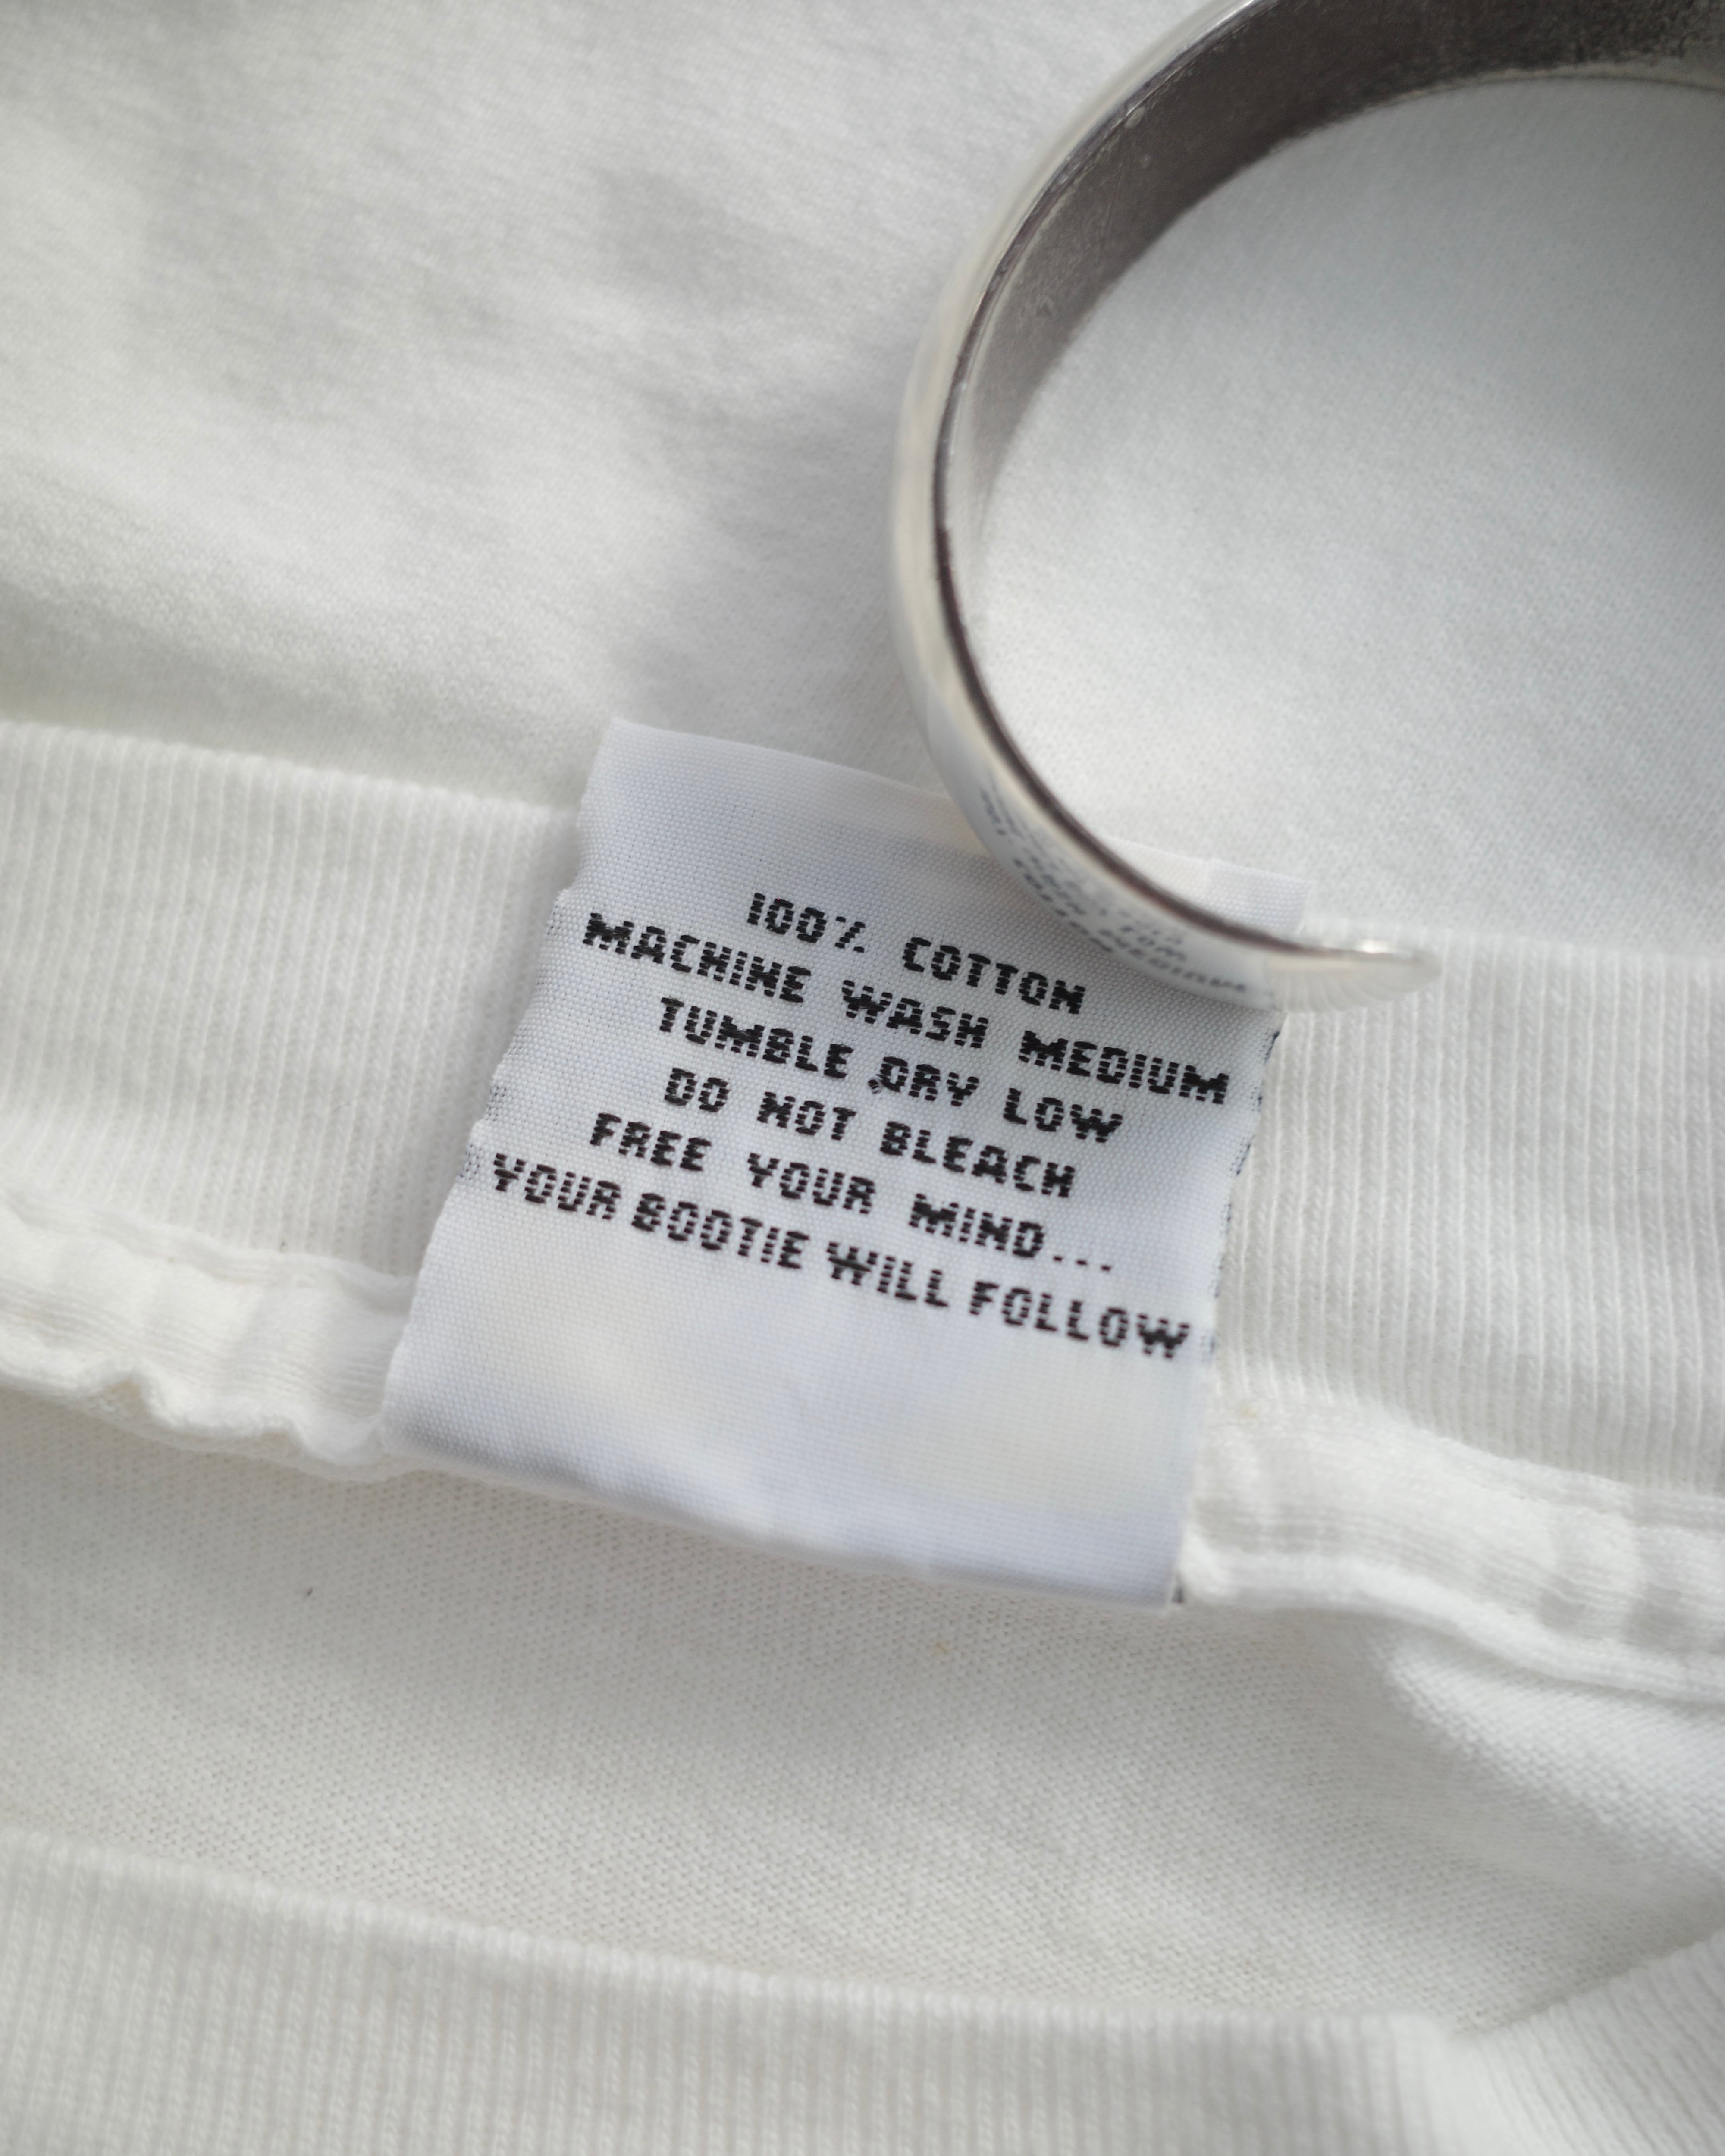 100% COTTON
MACHINE WASH MEDIUM
TUMBLE DRY LOW
DO NOT BLEACH
FREE YOUR MIND...
YOUR BOOTIE WILL FOLLOW